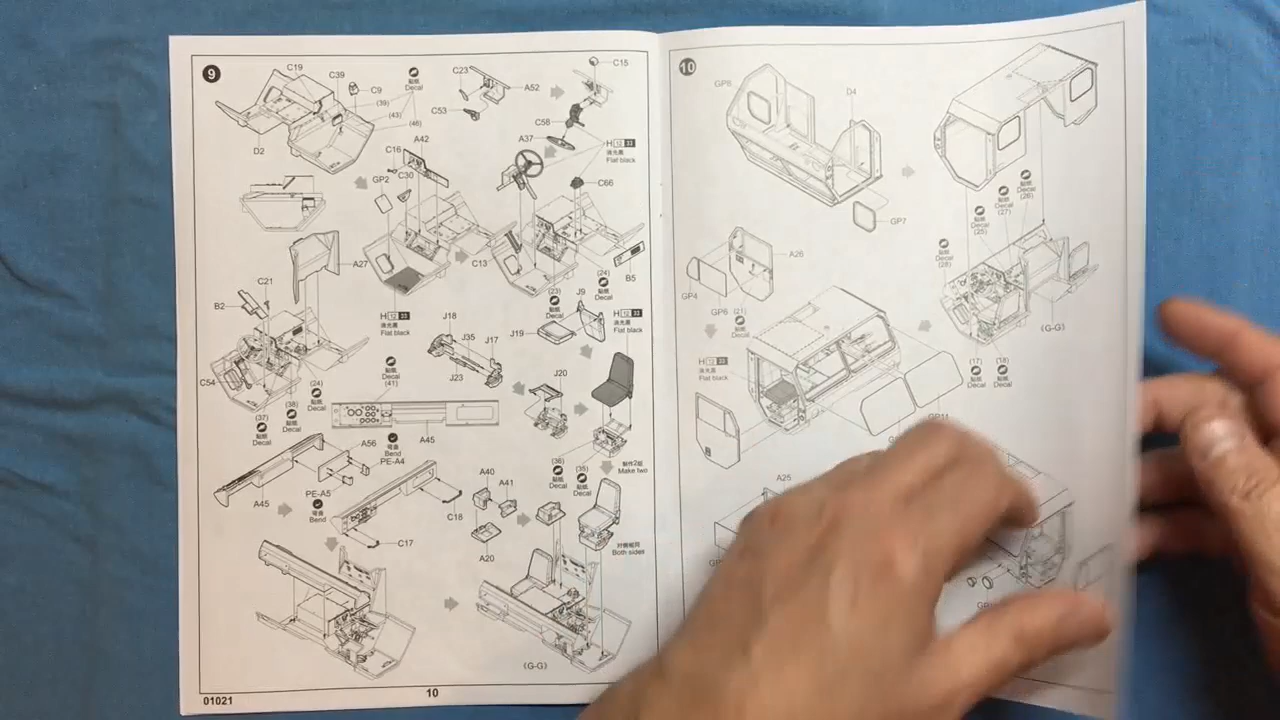 9
C19
C39
C9
貼紙
Decal
(39)
(43)
(48)
D2
C23
A52
C53
C15
C58
A37
H 12 33
消光黑
Flat black
C16
A42
GP2
C30
C66
C13
B5
A27
C21
B2
C54
H 12 33
消光黑
Flat black
(24)
貼紙
Decal
(23)
貼紙
Decal
J9
H 12 33
消光黑
Flat black
J19
J18
J35
J17
J23
J20
貼紙
Decal
(41)
(24)
貼紙
Decal
(38)
貼紙
Decal
(37)
貼紙
Decal
A45
A56
彎曲
Bend
PE-A4
A45
PE-A5
彎曲
Bend
C18
C17
A40
A41
A20
(36)
貼紙
Decal
(35)
貼紙
Decal
製作2組
Make two
對側相同
Both sides
(G-G)
01021
10
10
GP8
D4
GP7
A26
GP4
GP6
(21)
貼紙
Decal
H 12 33
消光黑
Flat black
貼紙
Decal
(26)
貼紙
Decal
(27)
貼紙
Decal
(25)
貼紙
Decal
(28)
(G-G)
(17)
貼紙
Decal
(18)
貼紙
Decal
GP11
A25